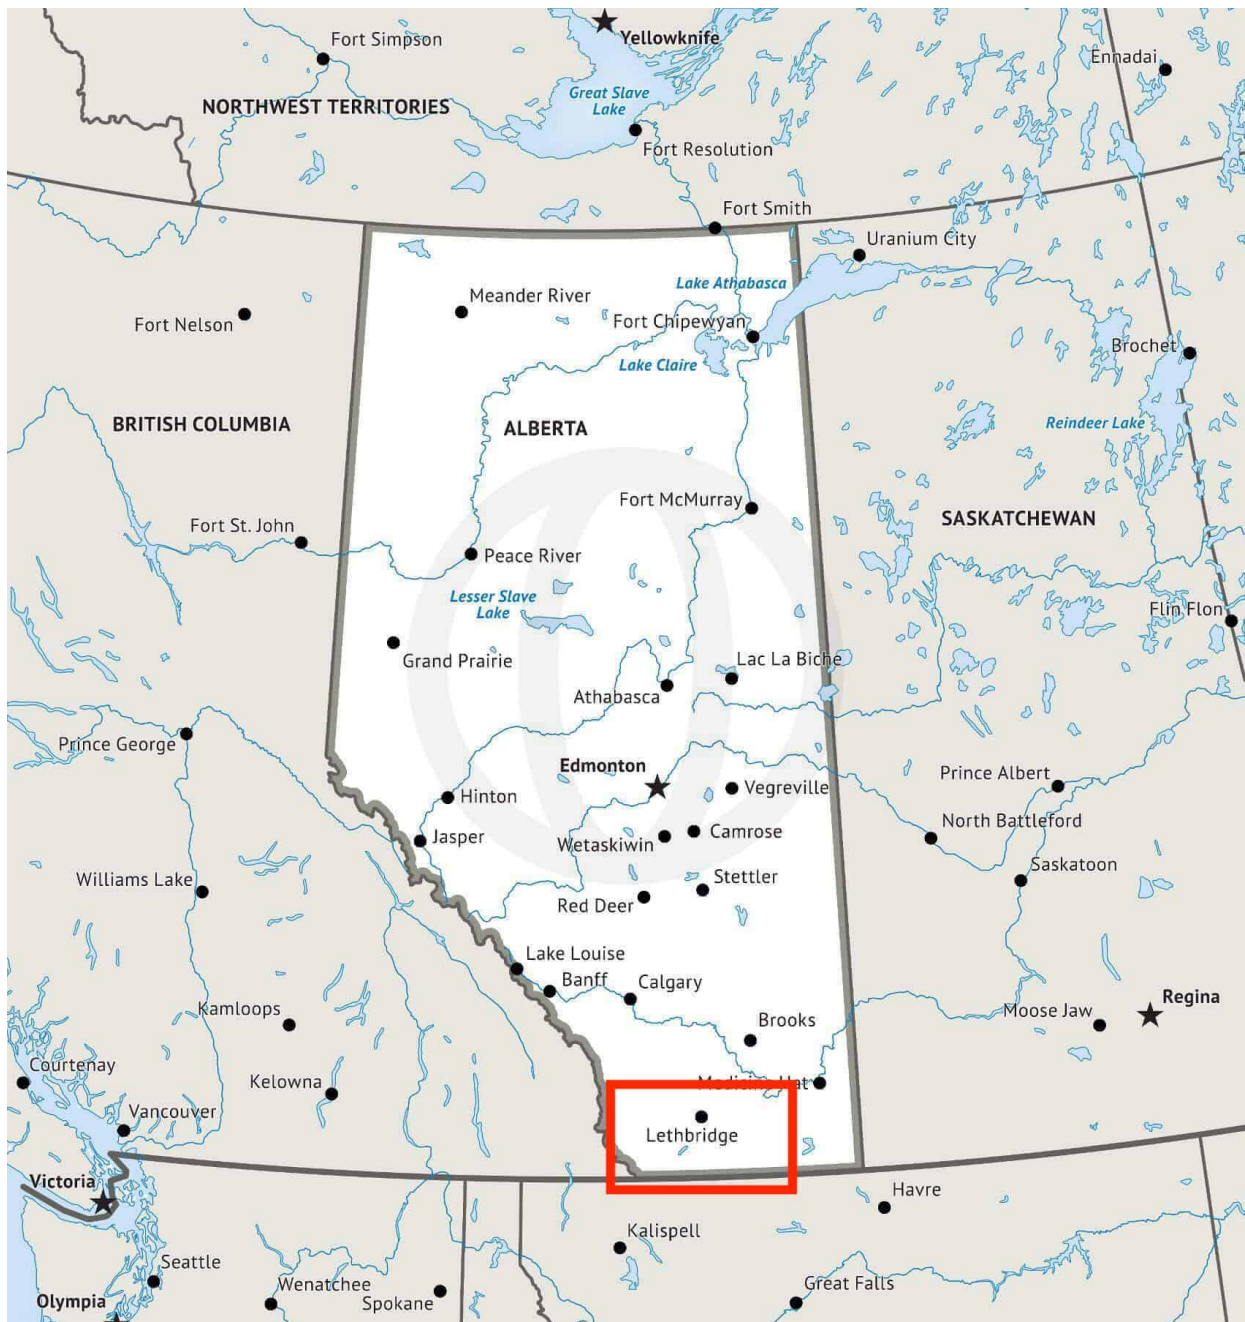 Fort Simpson
Yellowknife
Ennadai
Great Slave
Lake
NORTHWEST TERRITORIES
Fort Resolution
Fort Smith
Uranium City
Lake Athabasca
Meander River
Fort Nelson
Fort Chipewyan
Brochet
Lake Claire
BRITISH COLUMBIA
ALBERTA
Reindeer Lake
Fort McMurray
SASKATCHEWAN
Fort St. John
Peace River
Lesser Slave
Lake
Flin Flon
Grand Prairie
Lac La Biche
Athabasca
Prince George
Edmonton
Prince Albert
Vegreville
Hinton
North Battleford
Jasper
Camrose
Wetaskiwin
Saskatoon
Williams Lake
Stettler
Red Deer
Lake Louise
Banff
Calgary
Regina
Kamloops
Moose Jaw
Brooks
Courtenay
Kelowna
Medicine Hat
Vancouver
Lethbridge
Victoria
Havre
Kalispell
Seattle
Wenatchee
Great Falls
Olympia
Spokane